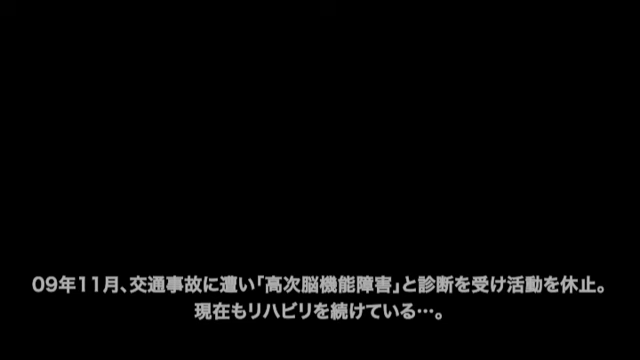 09年11月、交通事故に遭い「高次脳機能障害」と診断を受け活動を休止。
現在もリハビリを続けている…。